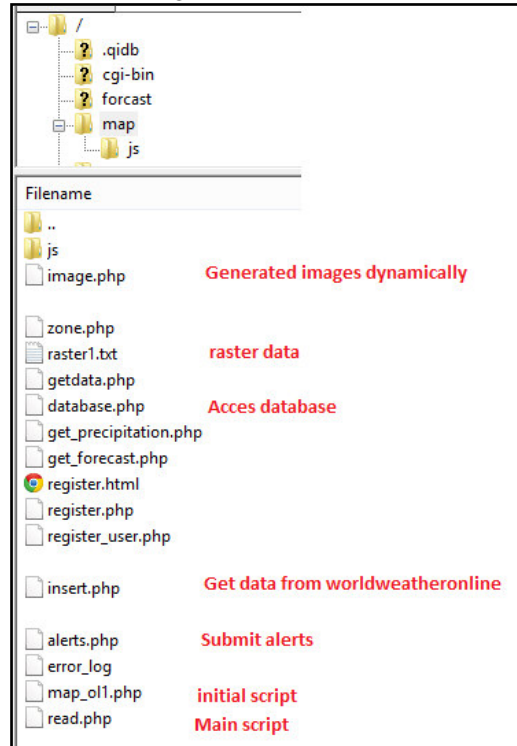 /
.qidb
cgi-bin
forcast
map
js
Filename
..
js
image.php Generated images dynamically
zone.php
raster1.txt raster data
getdata.php
database.php Acces database
get_precipitation.php
get_forecast.php
register.html
register.php
register_user.php
insert.php Get data from worldweatheronline
alerts.php Submit alerts
error_log
map_ol1.php initial script
read.php Main script